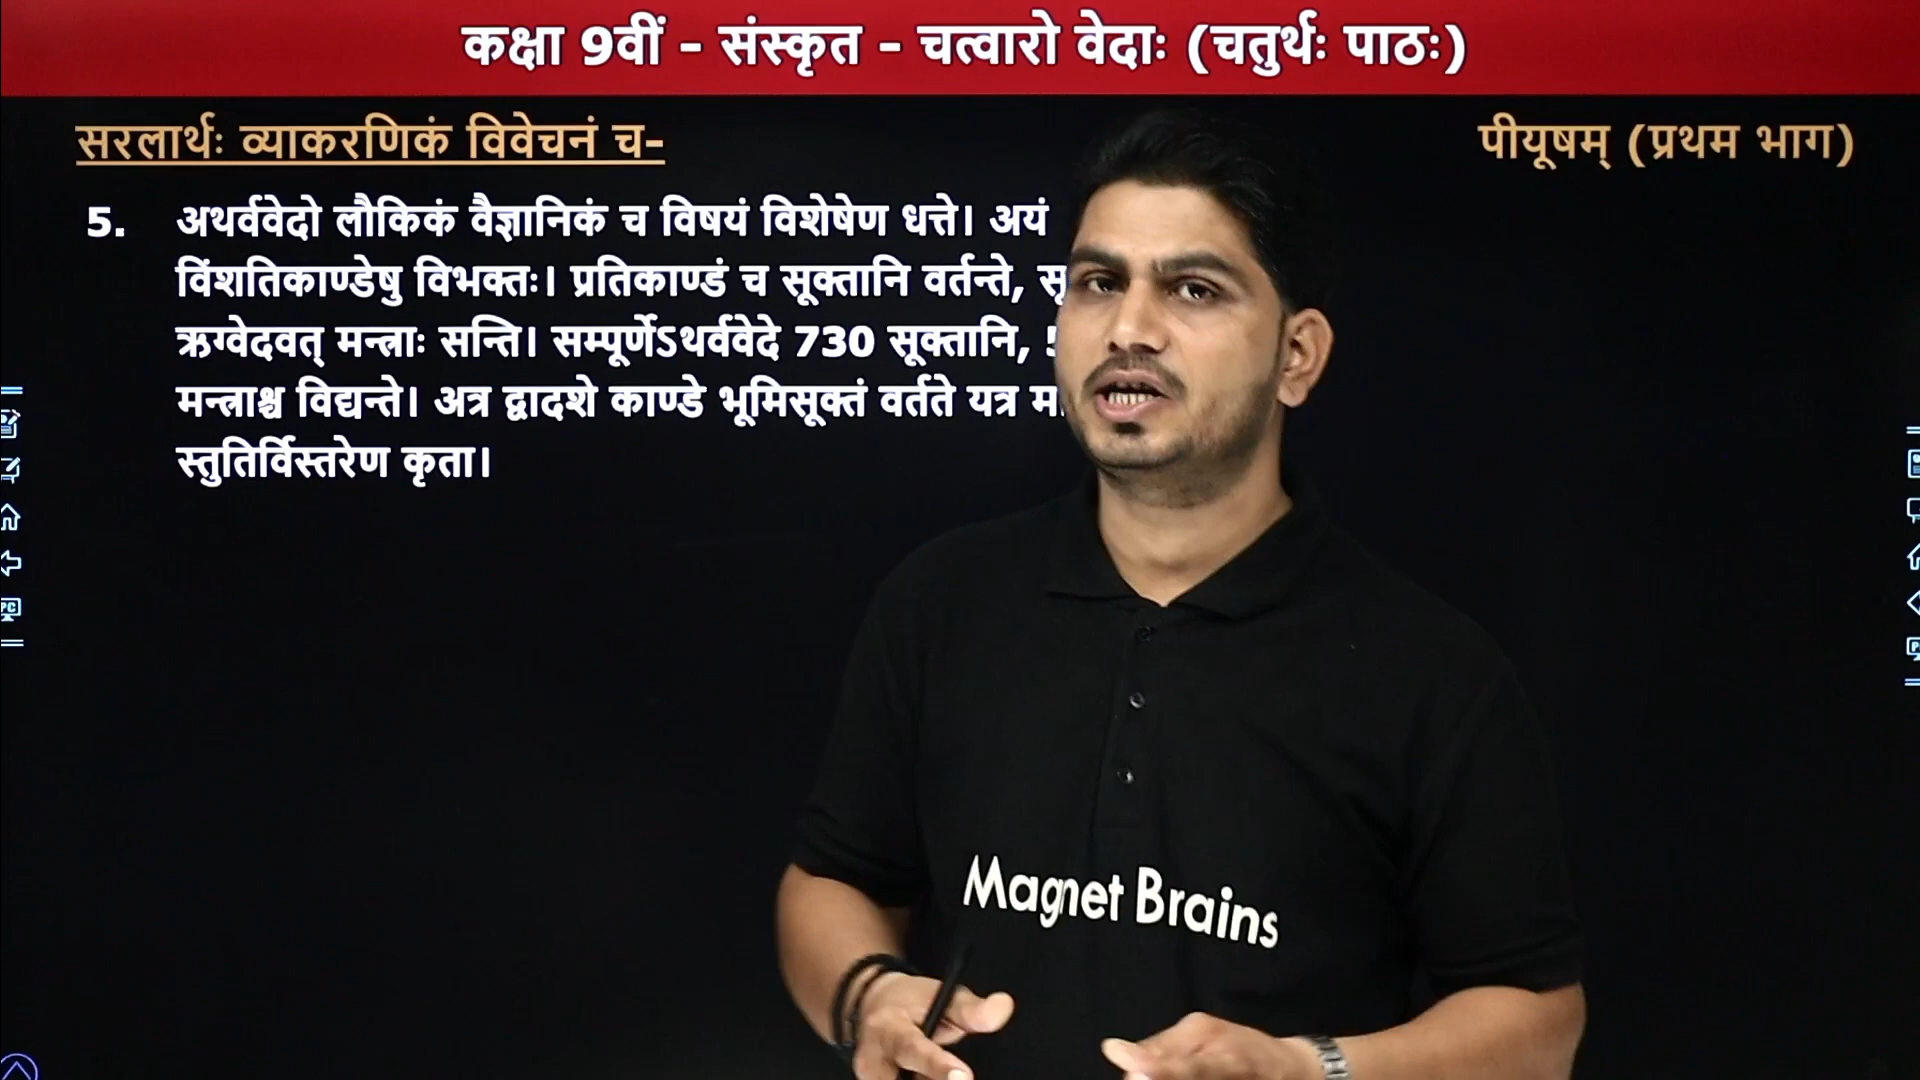 कक्षा 9वीं - संस्कृत - चत्वारो वेदाः (चतुर्थः पाठः)
सरलार्थः व्याकरणिकं विवेचनं च-
पीयूषम् (प्रथम भाग)
5. अथर्ववेदो लौकिकं वैज्ञानिकं च विषयं विशेषेण धत्ते। अयं
विंशतिकाण्डेषु विभक्तः। प्रतिकाण्डं च सूक्तानि वर्तन्ते,
ऋग्वेदवत् मन्त्राः सन्ति। सम्पूर्णेऽथर्ववेदे 730 सूक्तानि,
मन्त्राश्च विद्यन्ते। अत्र द्वादशे काण्डे भूमिसूक्तं वर्तते यत्र
स्तुतिर्विस्तरेण कृता।
Magnet Brains